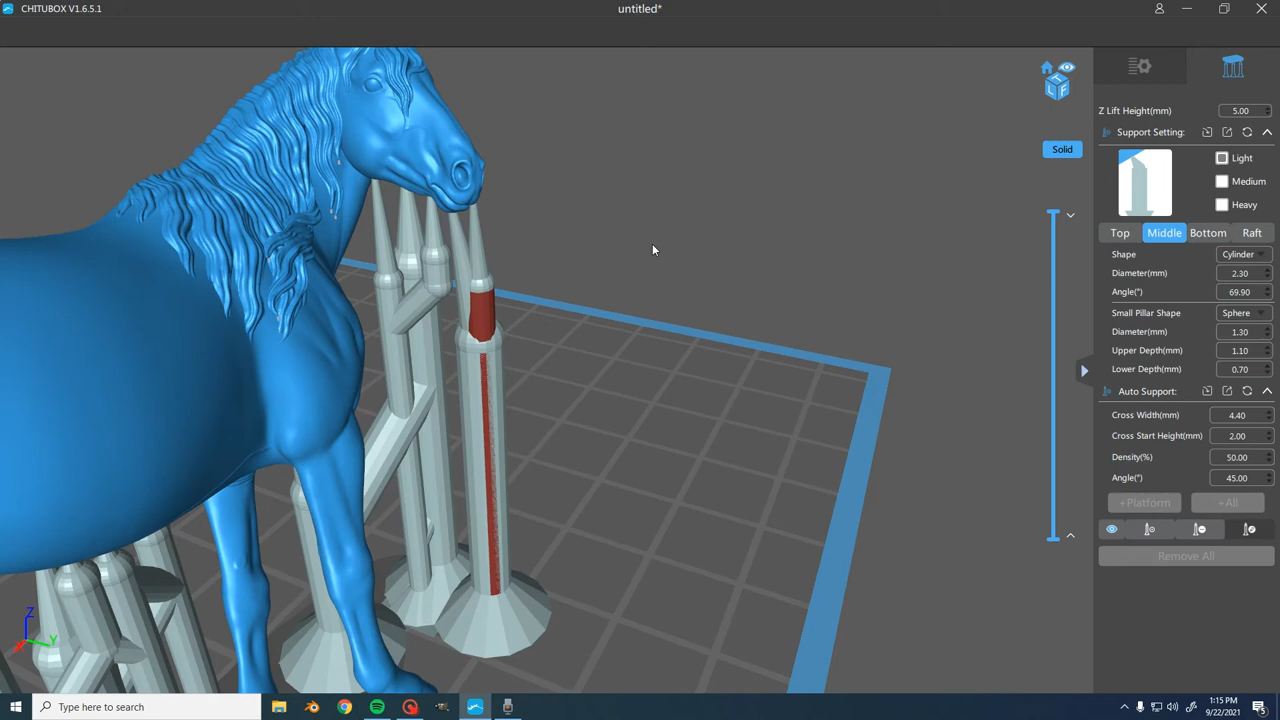 CHITUBOX V1.6.5.1
untitled*
Z Lift Height(mm) 5.00
Support Setting:
Light
Medium
Heavy
Top Middle Bottom Raft
Shape Cylinder
Diameter(mm) 2.30
Angle(°) 69.90
Small Pillar Shape Sphere
Diameter(mm) 1.30
Upper Depth(mm) 1.10
Lower Depth(mm) 0.70
Auto Support:
Cross Width(mm) 4.40
Cross Start Height(mm) 2.00
Density(%) 50.00
Angle(°) 45.00
+Platform +All
Remove All
Solid
T
L F
Z
Y
X
Type here to search
1:15 PM
9/22/2021
5